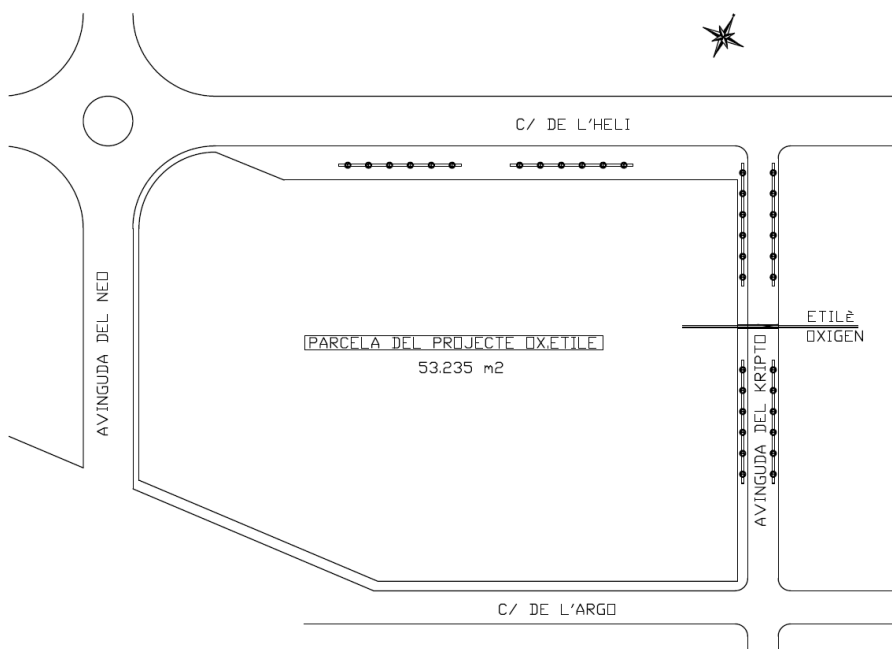 C/ DE L'HELI
AVINGUDA DEL NEO
ETILÈ
OXIGEN
PARCELA DEL PROJECTE OX.ETILE
53.235 m2
AVINGUDA DEL KRIPTO
C/ DE L'ARGO